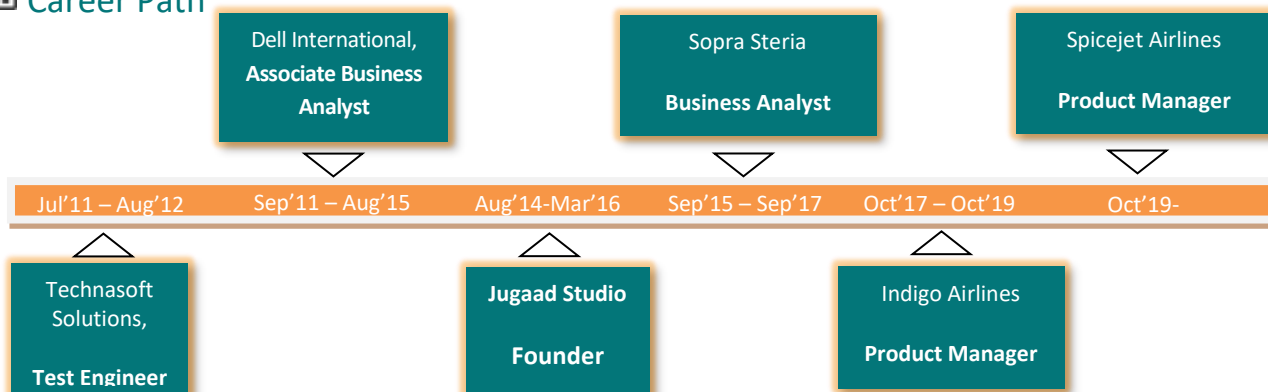 Career Path
Dell International,
Associate Business
Analyst
Sopra Steria
Business Analyst
Spicejet Airlines
Product Manager
Jul’11 – Aug’12
Sep’11 – Aug’15
Aug’14-Mar’16
Sep’15 – Sep’17
Oct’17 – Oct’19
Oct’19-
Technasoft
Solutions,
Test Engineer
Jugaad Studio
Founder
Indigo Airlines
Product Manager